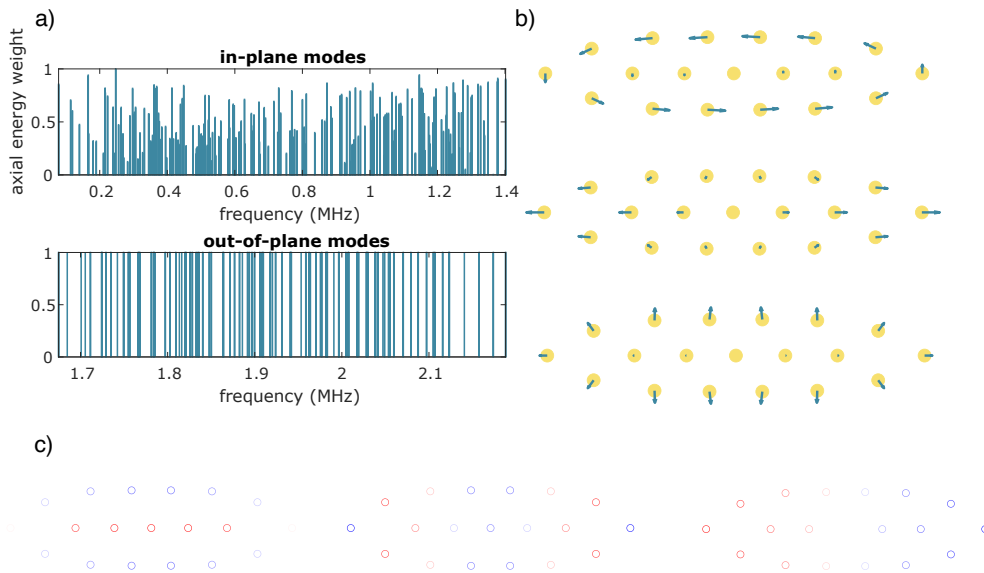 a)
in-plane modes
axial energy weight
1
0.5
0
0.2 0.4 0.6 0.8 1 1.2 1.4
frequency (MHz)
out-of-plane modes
1
0.5
0
1.7 1.8 1.9 2 2.1
frequency (MHz)
b)
c)